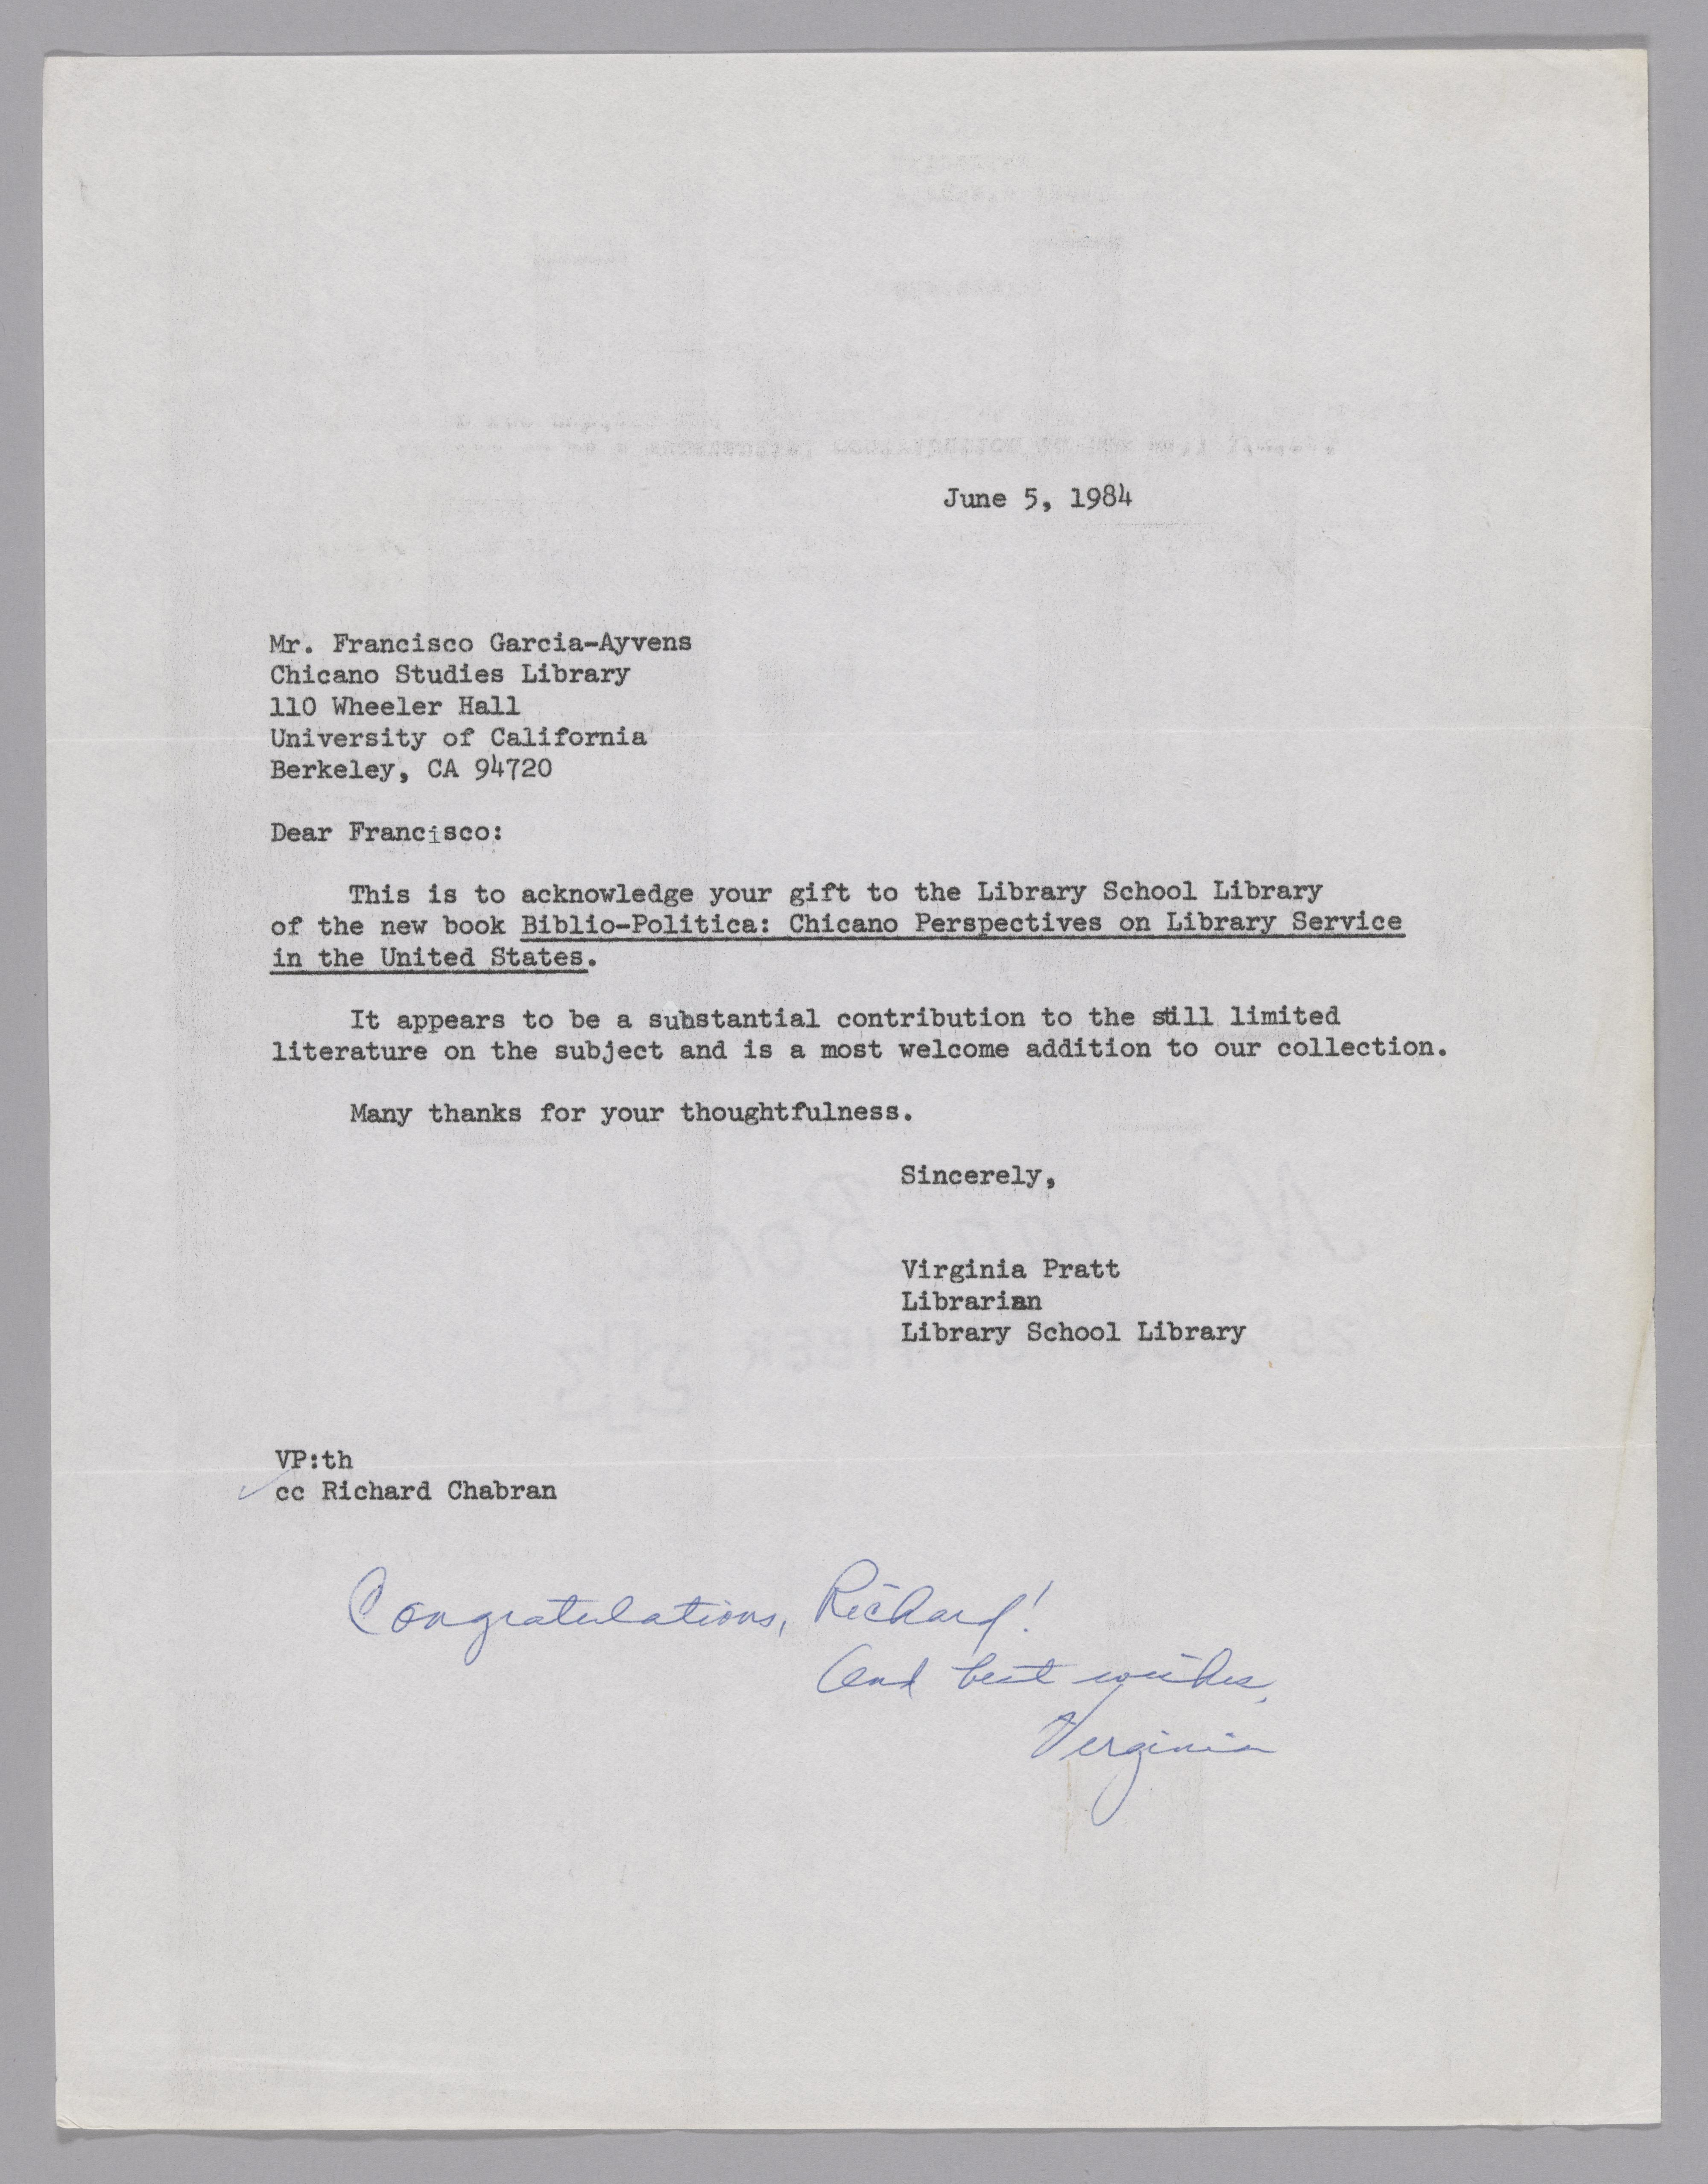 June 5, 1984
Mr. Francisco Garcia-Ayvens
Chicano Studies Library
110 Wheeler Hall
University of California
Berkeley, CA 94720
Dear Francisco:
This is to acknowledge your gift to the Library School Library
of the new book Biblio-Politica: Chicano Perspectives on Library Service
in the United States.
It appears to be a substantial contribution to the still limited
literature on the subject and is a most welcome addition to our collection.
Many thanks for your thoughtfulness.
Sincerely,
Virginia Pratt
Librarian
Library School Library
VP:th
cc Richard Chabran
Congratulations, Richard!
And best wishes,
Virginia